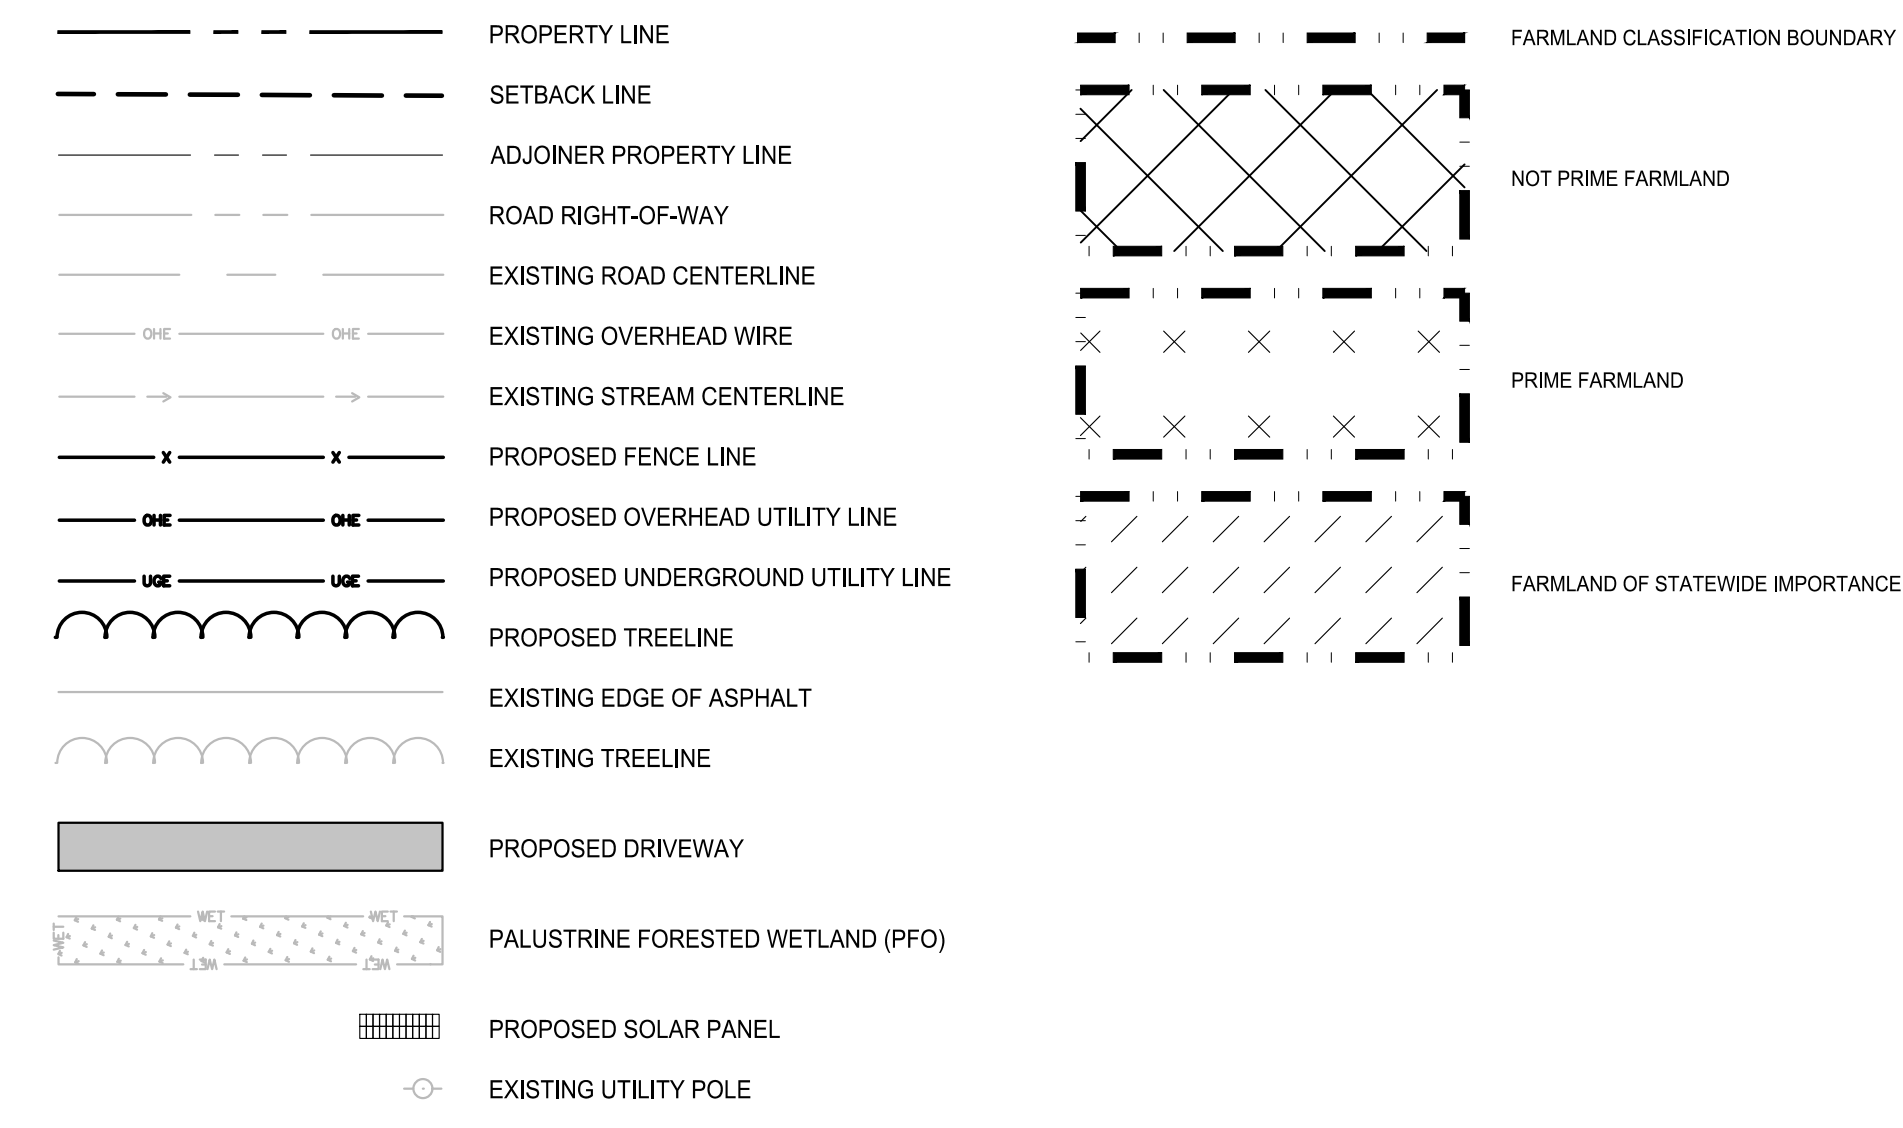 PROPERTY LINE
SETBACK LINE
ADJOINER PROPERTY LINE
ROAD RIGHT-OF-WAY
EXISTING ROAD CENTERLINE
OHE OHE EXISTING OVERHEAD WIRE
EXISTING STREAM CENTERLINE
X X PROPOSED FENCE LINE
OHE OHE PROPOSED OVERHEAD UTILITY LINE
UGE UGE PROPOSED UNDERGROUND UTILITY LINE
PROPOSED TREELINE
EXISTING EDGE OF ASPHALT
EXISTING TREELINE
PROPOSED DRIVEWAY
WET WET
WET PALUSTRINE FORESTED WETLAND (PFO)
WET WET
PROPOSED SOLAR PANEL
EXISTING UTILITY POLE
FARMLAND CLASSIFICATION BOUNDARY
NOT PRIME FARMLAND
PRIME FARMLAND
FARMLAND OF STATEWIDE IMPORTANCE